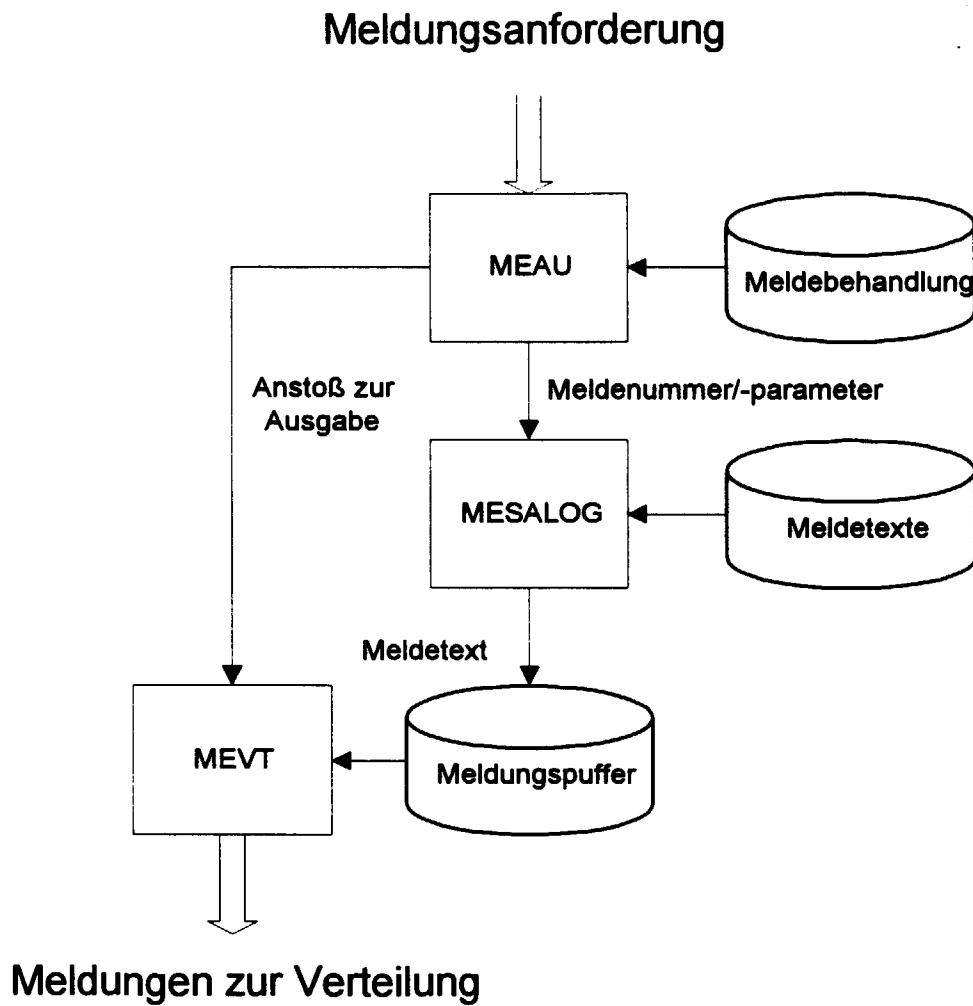 Meldungsanforderung
MEAU
Meldebehandlung
Anstoß zur
Ausgabe
Meldenummer/-parameter
MESALOG
Meldetexte
Meldetext
MEVT
Meldungspuffer
Meldungen zur Verteilung